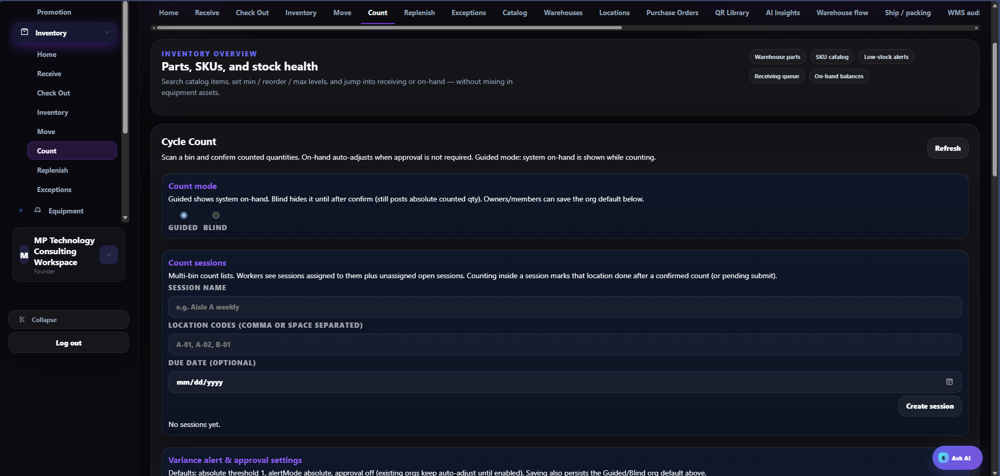 Promotion
Inventory
Home
Receive
Check Out
Inventory
Move
Count
Replenish
Exceptions
Equipment
M
MP Technology
Consulting
Workspace
Founder
Collapse
Log out
Home Receive Check Out Inventory Move Count Replenish Exceptions Catalog Warehouses Locations Purchase Orders QR Library AI Insights Warehouse flow Ship / packing WMS audi
INVENTORY OVERVIEW
Parts, SKUs, and stock health
Search catalog items, set min / reorder / max levels, and jump into receiving or on-hand — without mixing in
equipment assets.
Warehouse parts SKU catalog Low-stock alerts
Receiving queue On-hand balances
Cycle Count
Scan a bin and confirm counted quantities. On-hand auto-adjusts when approval is not required. Guided mode: system on-hand is shown while counting.
Refresh
Count mode
Guided shows system on-hand. Blind hides it until after confirm (still posts absolute counted qty). Owners/members can save the org default below.
GUIDED BLIND
Count sessions
Multi-bin count lists. Workers see sessions assigned to them plus unassigned open sessions. Counting inside a session marks that location done after a confirmed count (or pending submit).
SESSION NAME
e.g. Aisle A weekly
LOCATION CODES (COMMA OR SPACE SEPARATED)
A-01, A-02, B-01
DUE DATE (OPTIONAL)
mm/dd/yyyy
Create session
No sessions yet.
Variance alert & approval settings
Defaults: absolute threshold 1, alertMode absolute, approval off (existing orgs keep auto-adjust until enabled). Saving also persists the Guided/Blind org default above.
S Ask AI